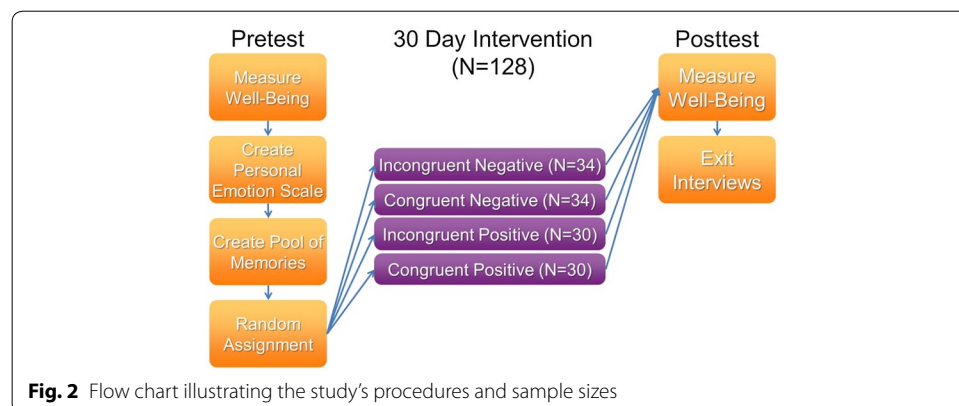 Pretest
30 Day Intervention
(N=128)
Posttest
Measure
Well-Being
Create
Personal
Emotion Scale
Create Pool of
Memories
Random
Assignment
Incongruent Negative (N=34)
Congruent Negative (N=34)
Incongruent Positive (N=30)
Congruent Positive (N=30)
Measure
Well-Being
Exit
Interviews
Fig. 2 Flow chart illustrating the study's procedures and sample sizes